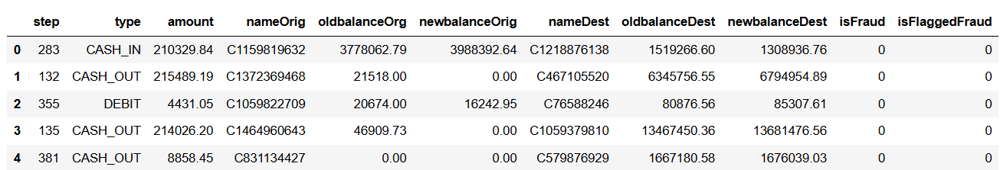 step type amount nameOrig oldbalanceOrg newbalanceOrig nameDest oldbalanceDest newbalanceDest isFraud isFlaggedFraud
0 283 CASH_IN 210329.84 C1159819632 3778062.79 3988392.64 C1218876138 1519266.60 1308936.76 0 0
1 132 CASH_OUT 215489.19 C1372369468 21518.00 0.00 C467105520 6345756.55 6794954.89 0 0
2 355 DEBIT 4431.05 C1059822709 20674.00 16242.95 C76588246 80876.56 85307.61 0 0
3 135 CASH_OUT 214026.20 C1464960643 46909.73 0.00 C1059379810 13467450.36 13681476.56 0 0
4 381 CASH_OUT 8858.45 C831134427 0.00 0.00 C579876929 1667180.58 1676039.03 0 0